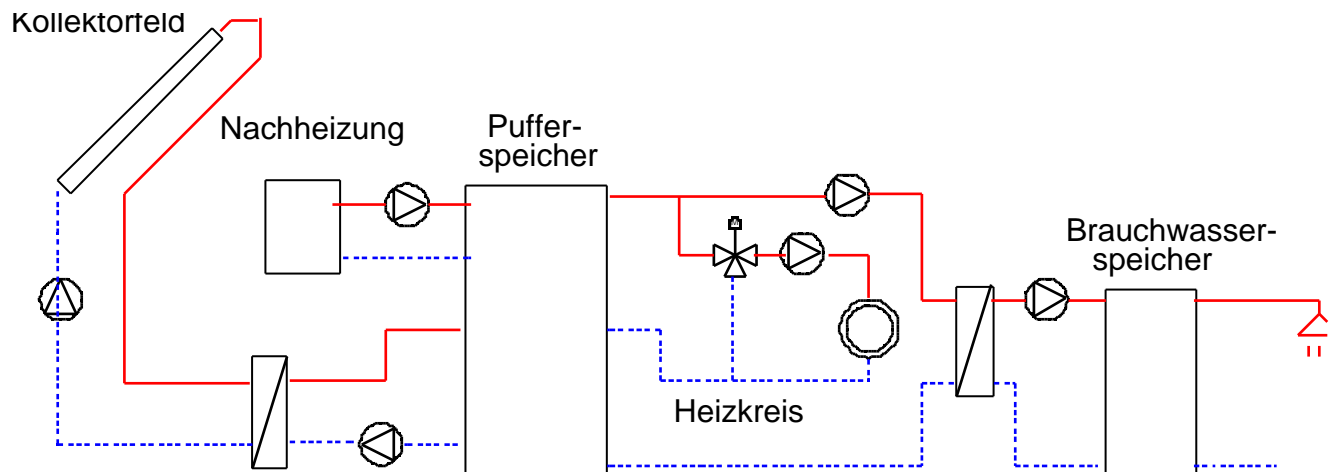 Kollektorfeld
Nachheizung
Puffer-
speicher
Brauchwasser-
speicher
Heizkreis